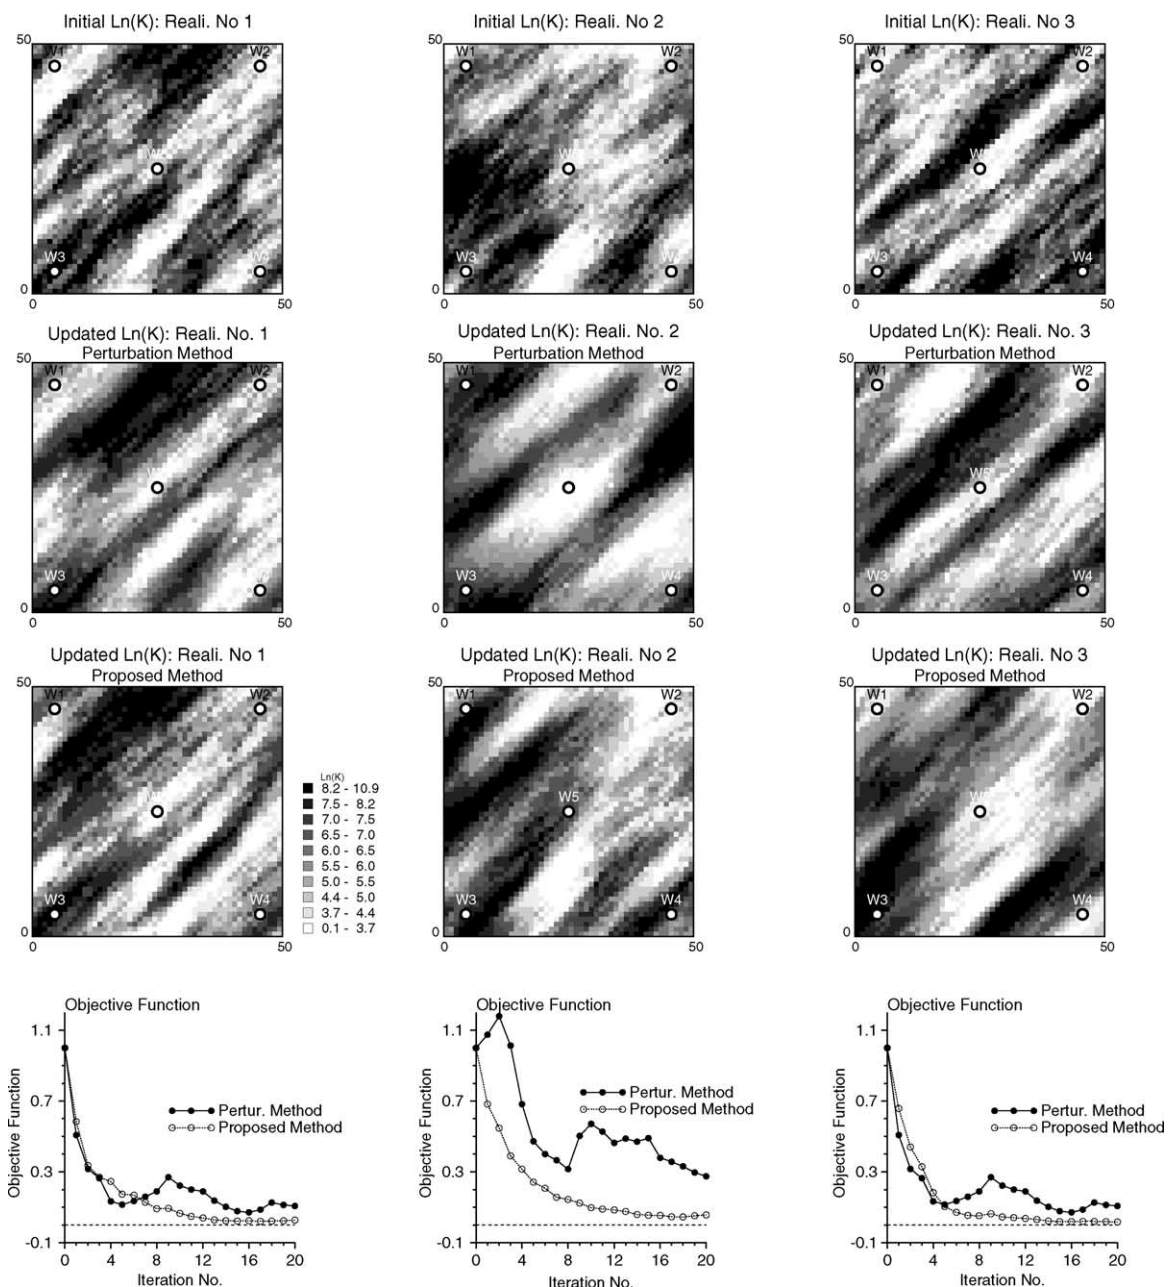 Initial Ln(K): Reali. No 1
Initial Ln(K): Reali. No 2
Initial Ln(K): Reali. No 3
50
W1
W2
W3
0
0
50
W1
W2
W3
0
50
W1
W2
W3
W4
0
0
50
Updated Ln(K): Reali. No. 1
Perturbation Method
Updated Ln(K): Reali. No. 2
Perturbation Method
Updated Ln(K): Reali. No. 3
Perturbation Method
50
W1
W2
W3
0
0
50
50
W1
W2
W3
W4
0
0
50
50
W1
W2
W5
W3
W4
0
0
50
Updated Ln(K): Reali. No 1
Proposed Method
Updated Ln(K): Reali. No 2
Proposed Method
Updated Ln(K): Reali. No 3
Proposed Method
50
W1
W2
W3
W4
0
0
50
Ln(K)
8.2 - 10.9
7.5 - 8.2
7.0 - 7.5
6.5 - 7.0
6.0 - 6.5
5.5 - 6.0
5.0 - 5.5
4.4 - 5.0
3.7 - 4.4
0.1 - 3.7
50
W1
W2
W5
W3
W4
0
0
50
50
W1
W2
W3
W4
0
0
50
Objective Function
Objective Function
1.1
0.7
0.3
-0.1
Pertur. Method
Proposed Method
0 4 8 12 16 20
Iteration No.
Objective Function
Objective Function
1.1
0.7
0.3
-0.1
Pertur. Method
Proposed Method
0 4 8 12 16 20
Iteration No.
Objective Function
Objective Function
1.1
0.7
0.3
-0.1
Pertur. Method
Proposed Method
0 4 8 12 16 20
Iteration No.